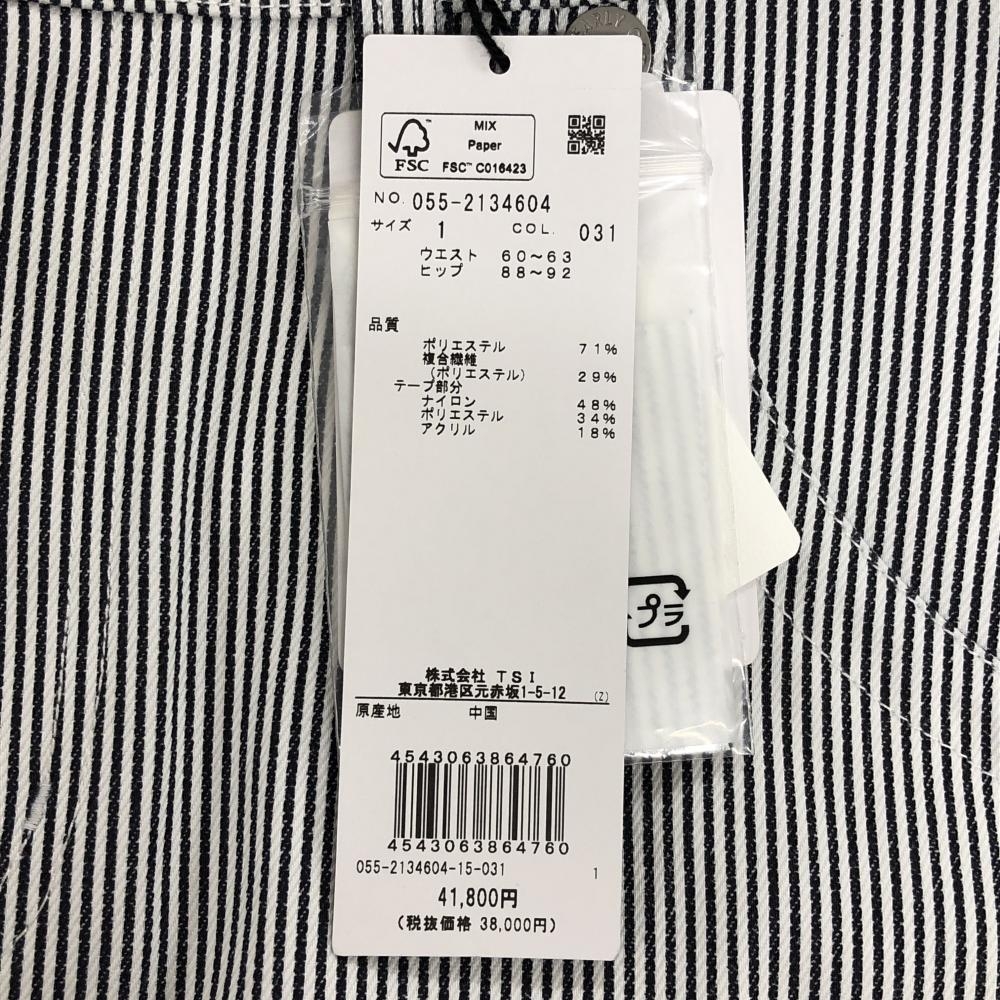 MIX
Paper
FSC™ C016423
FSC
NO. 055-2134604
サイズ 1 COL. 031
ウエスト 60~63
ヒップ 88~92
品質
ポリエステル 71%
複合繊維
(ポリエステル) 29%
テープ部分
ナイロン 48%
ポリエステル 34%
アクリル 18%
プラ
株式会社 TSI
東京都港区元赤坂1-5-12 (Z)
原産地 中国
4543063864760
4543063864760
055-2134604-15-031 1
41,800円
(税抜価格 38,000円)